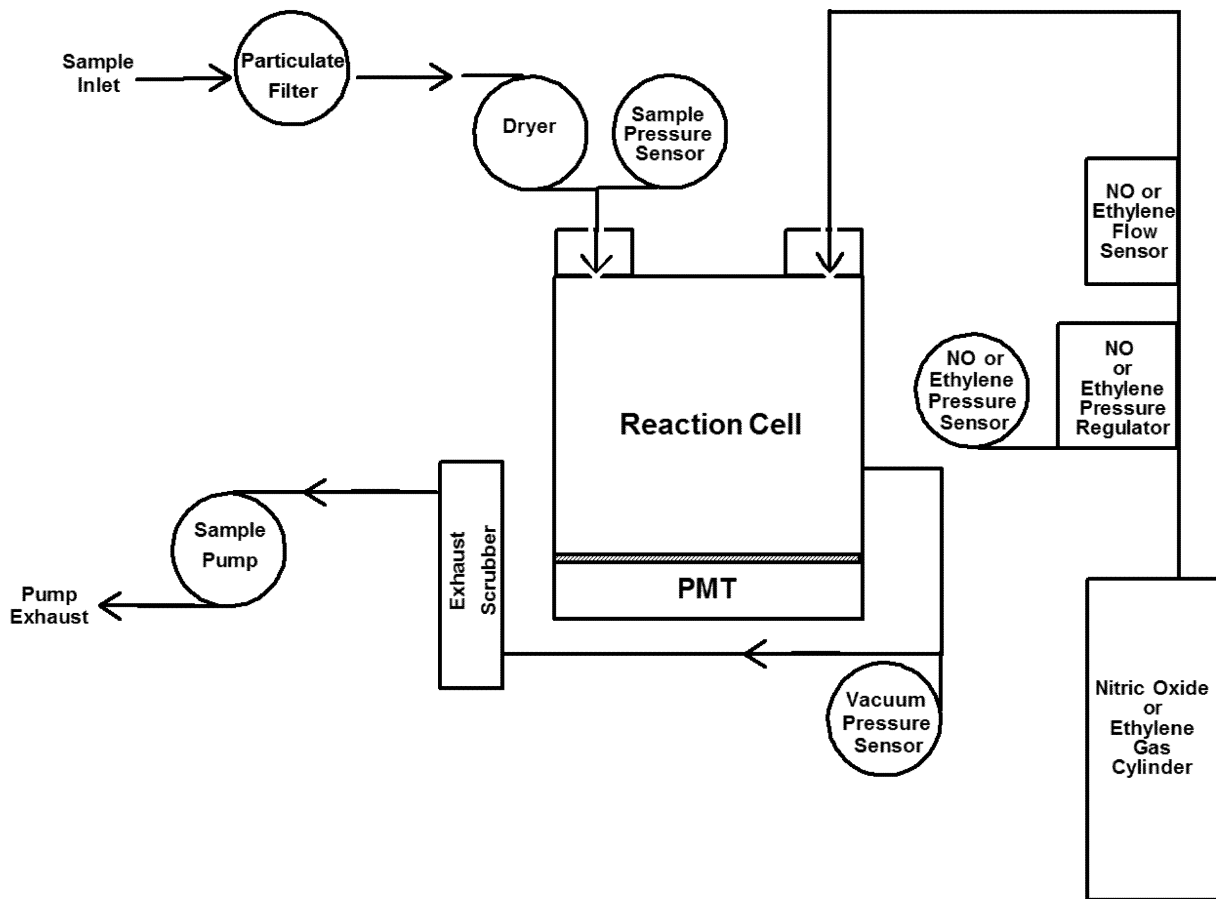 Sample
Inlet
Particulate
Filter
Dryer
Sample
Pressure
Sensor
NO or
Ethylene
Flow
Sensor
NO or
Ethylene
Pressure
Sensor
NO
or
Ethylene
Pressure
Regulator
Reaction Cell
PMT
Exhaust
Scrubber
Sample
Pump
Pump
Exhaust
Vacuum
Pressure
Sensor
Nitric Oxide
or
Ethylene
Gas
Cylinder